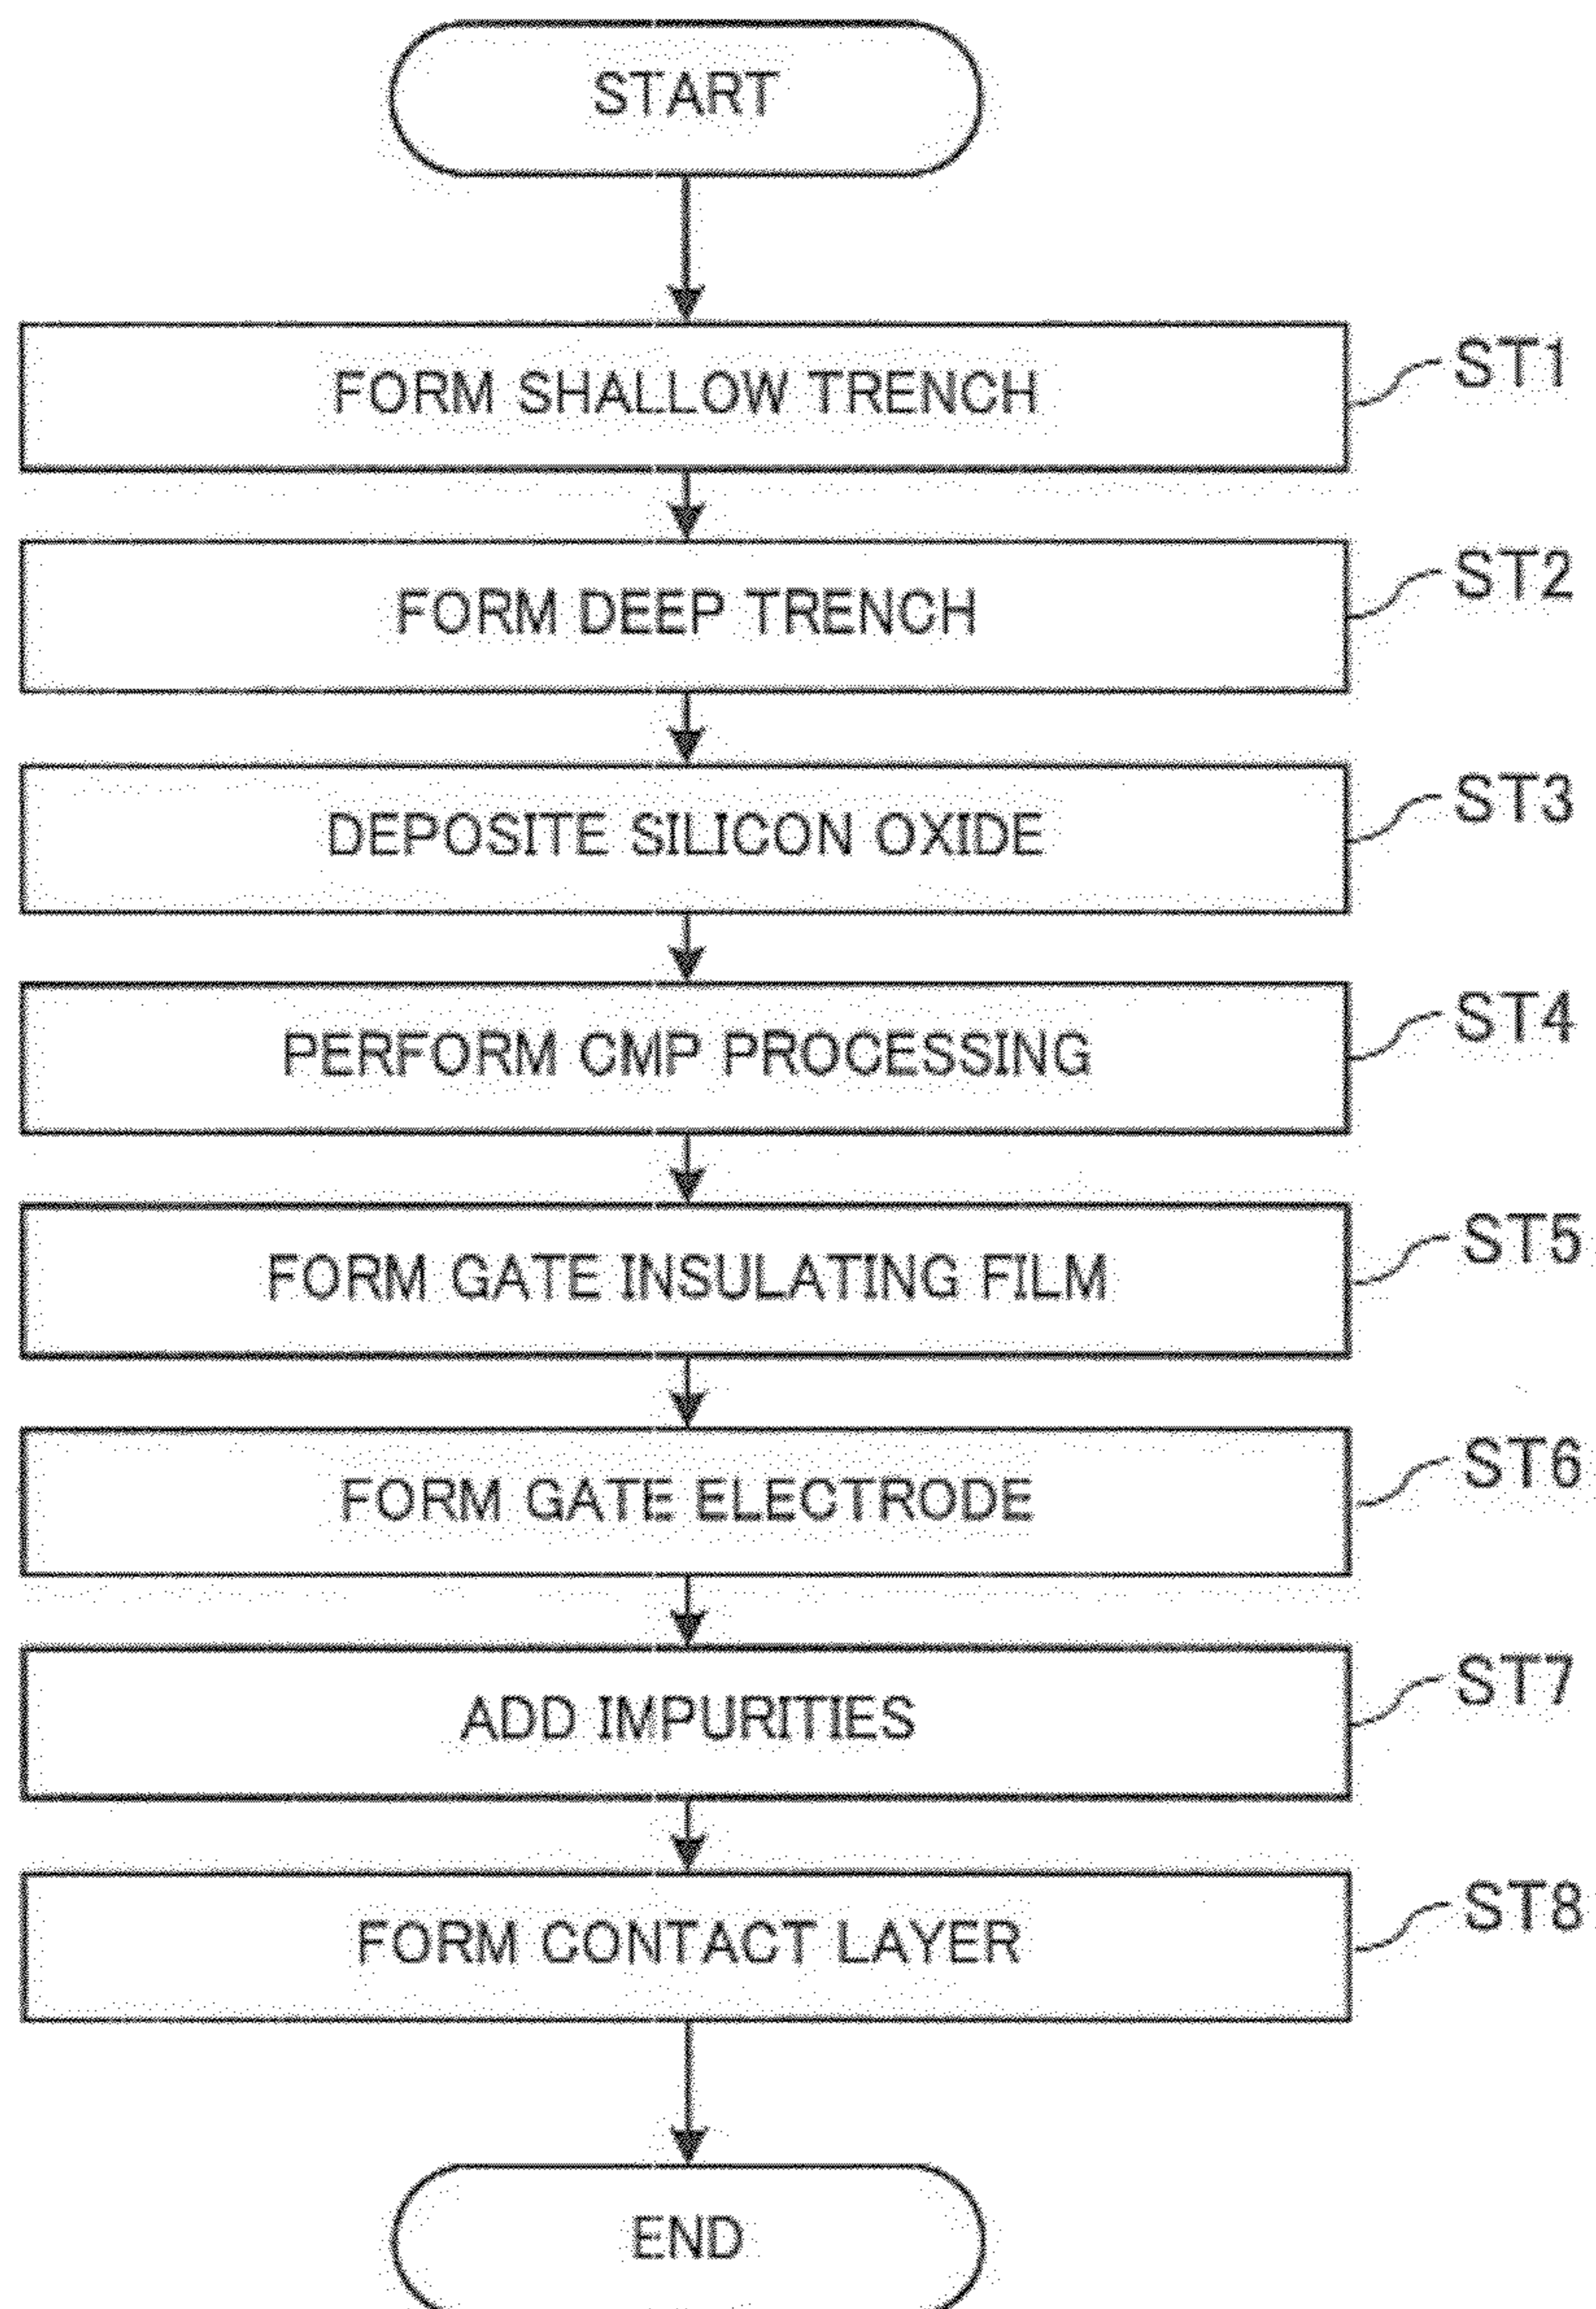 START
FORM SHALLOW TRENCH
ST1
FORM DEEP TRENCH
ST2
DEPOSITE SILICON OXIDE
ST3
PERFORM CMP PROCESSING
ST4
FORM GATE INSULATING FILM
ST5
FORM GATE ELECTRODE
ST6
ADD IMPURITIES
ST7
FORM CONTACT LAYER
ST8
END